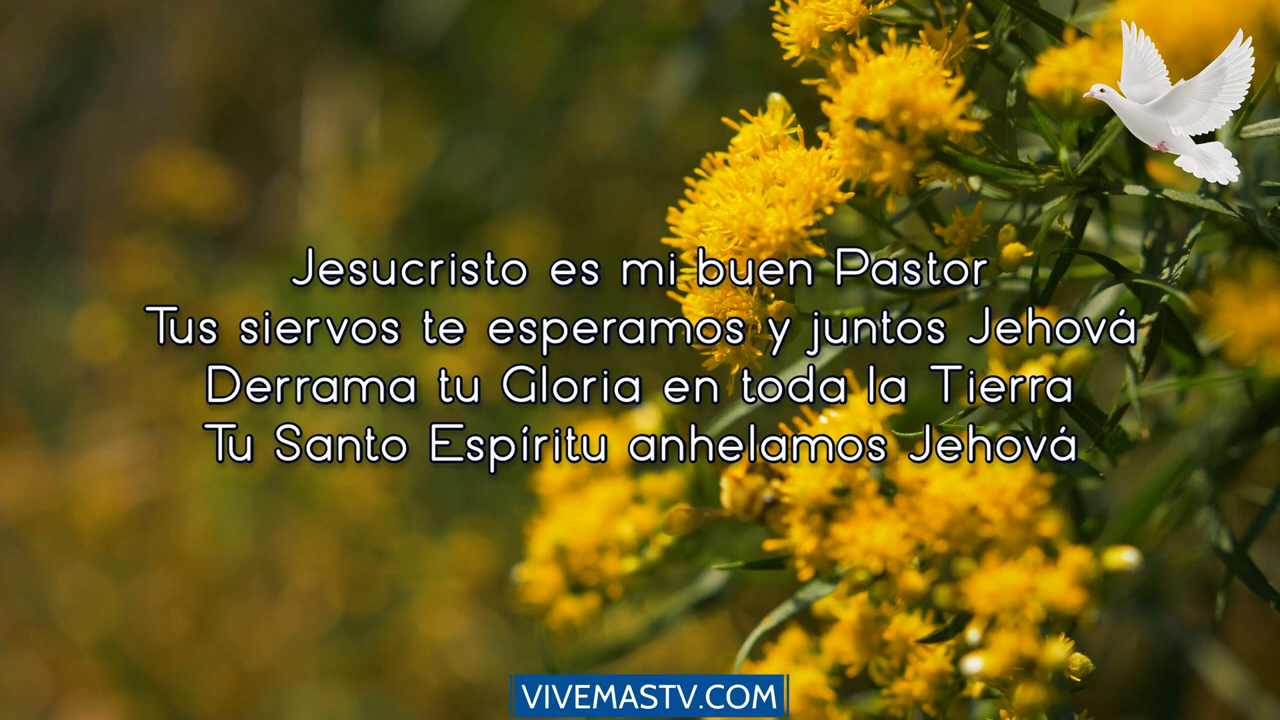 Jesucristo es mi buen Pastor
Tus siervos te esperamos y juntos Jehová
Derrama tu Gloria en toda la Tierra
Tu Santo Espíritu anhelamos Jehová
VIVEMASTV.COM